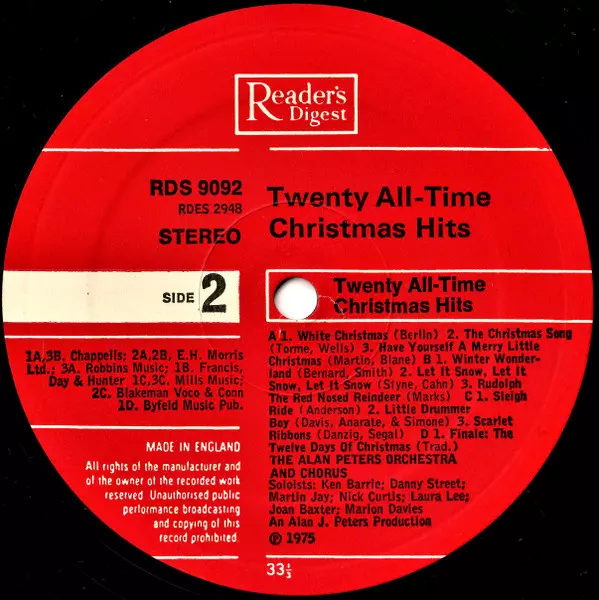 Reader's
Digest
RDS 9092
RDES 2948
STEREO
Twenty All-Time
Christmas Hits
SIDE 2
Twenty All-Time
Christmas Hits
1A,3B. Chappells; 2A,2B, E.H. Morris
Ltd.; 3A. Robbins Music; 1B. Francis,
Day & Hunter 1C,3C. Mills Music;
2C. Blakeman Voco & Conn
1D. Byfeld Music Pub.
MADE IN ENGLAND
All rights of the manufacturer and
of the owner of the recorded work
reserved. Unauthorised public
performance broadcasting
and copying of this
record prohibited.
A 1. White Christmas (Berlin) 2. The Christmas Song
(Torme, Wells) 3. Have Yourself A Merry Little
Christmas (Martin, Blane) B 1. Winter Wonder-
land (Bernard, Smith) 2. Let It Snow, Let It
Snow, Let It Snow (Slyne, Cahn) 3. Rudolph
The Red Nosed Reindeer (Marks) C 1. Sleigh
Ride (Anderson) 2. Little Drummer
Boy (Davis, Anarate, & Simone) 3. Scarlet
Ribbons (Danzig, Segal) D 1. Finale: The
Twelve Days Of Christmas (Trad.)
THE ALAN PETERS ORCHESTRA
AND CHORUS
Soloists: Ken Barrie; Danny Street;
Martin Jay; Nick Curtis; Laura Lee;
Joan Baxter; Marion Davies
An Alan J. Peters Production
℗ 1975
33⅓